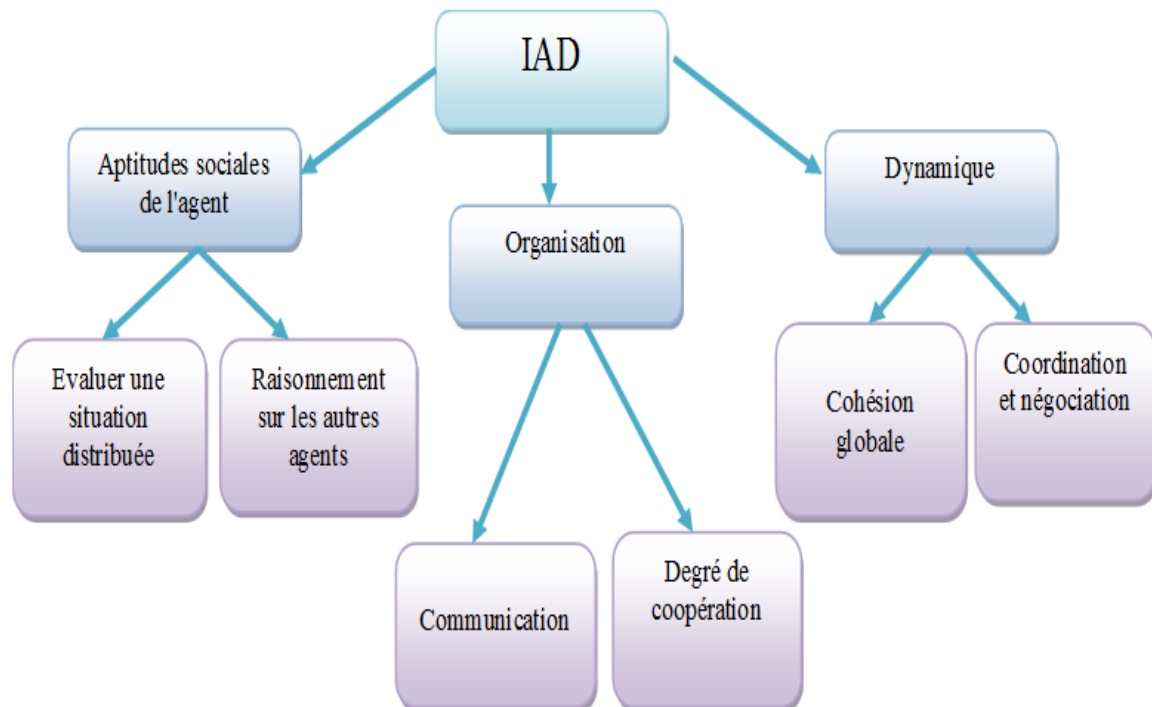 IAD
Aptitudes sociales
de l'agent
Organisation
Dynamique
Evaluer une
situation
distribuée
Raisonnement
sur les autres
agents
Communication
Degré de
coopération
Cohésion
globale
Coordination
et négociation